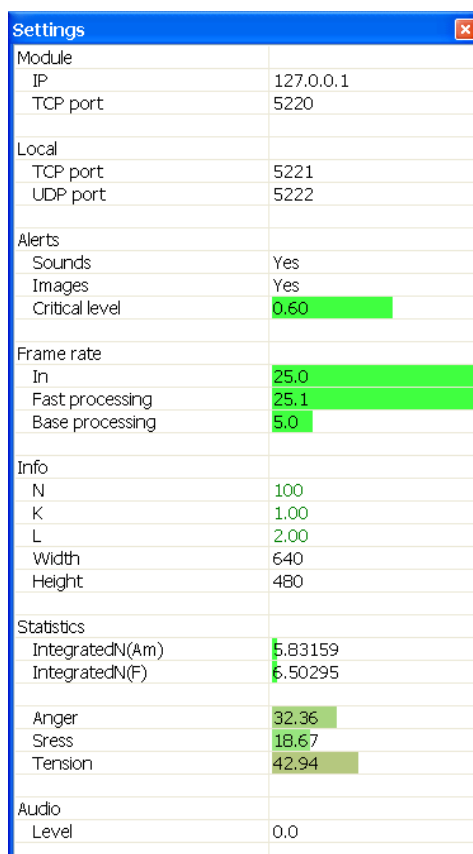 Settings
Module
IP 127.0.0.1
TCP port 5220
Local
TCP port 5221
UDP port 5222
Alerts
Sounds Yes
Images Yes
Critical level 0.60
Frame rate
In 25.0
Fast processing 25.1
Base processing 5.0
Info
N 100
K 1.00
L 2.00
Width 640
Height 480
Statistics
IntegratedN(Am) 5.83159
IntegratedN(F) 6.50295
Anger 32.36
Sress 18.67
Tension 42.94
Audio
Level 0.0